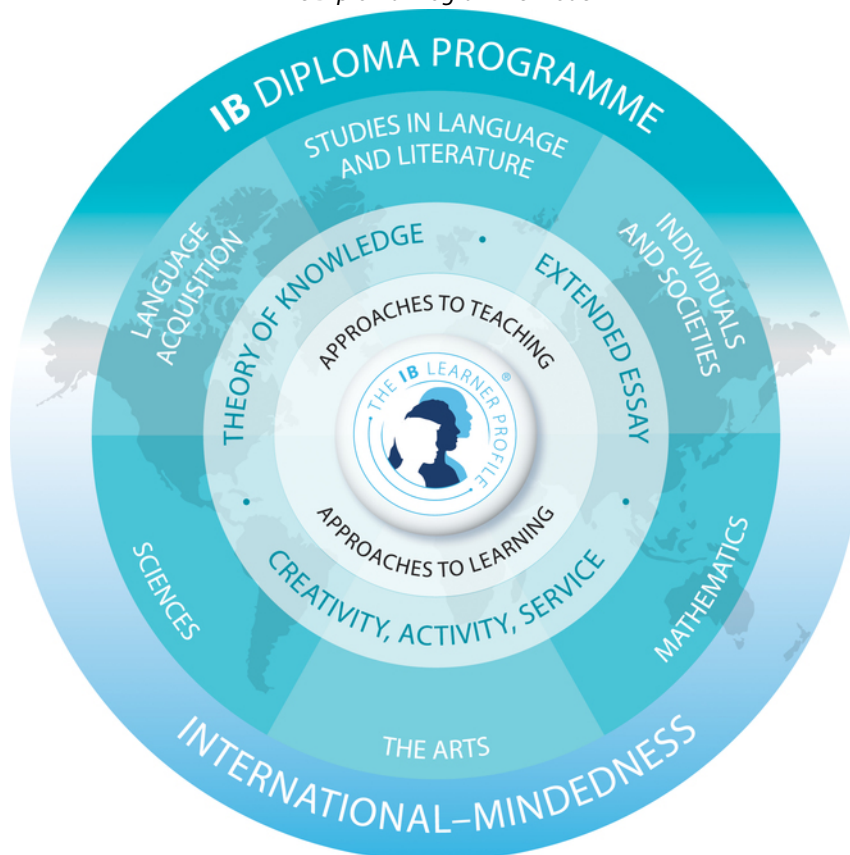 IB DIPLOMA PROGRAMME
STUDIES IN LANGUAGE
AND LITERATURE
LANGUAGE
ACQUISITION
INDIVIDUALS
AND SOCIETIES
THEORY OF KNOWLEDGE
EXTENDED ESSAY
APPROACHES TO TEACHING
THE IB LEARNER PROFILE
®
APPROACHES TO LEARNING
CREATIVITY, ACTIVITY, SERVICE
SCIENCES
MATHEMATICS
THE ARTS
INTERNATIONAL–MINDEDNESS